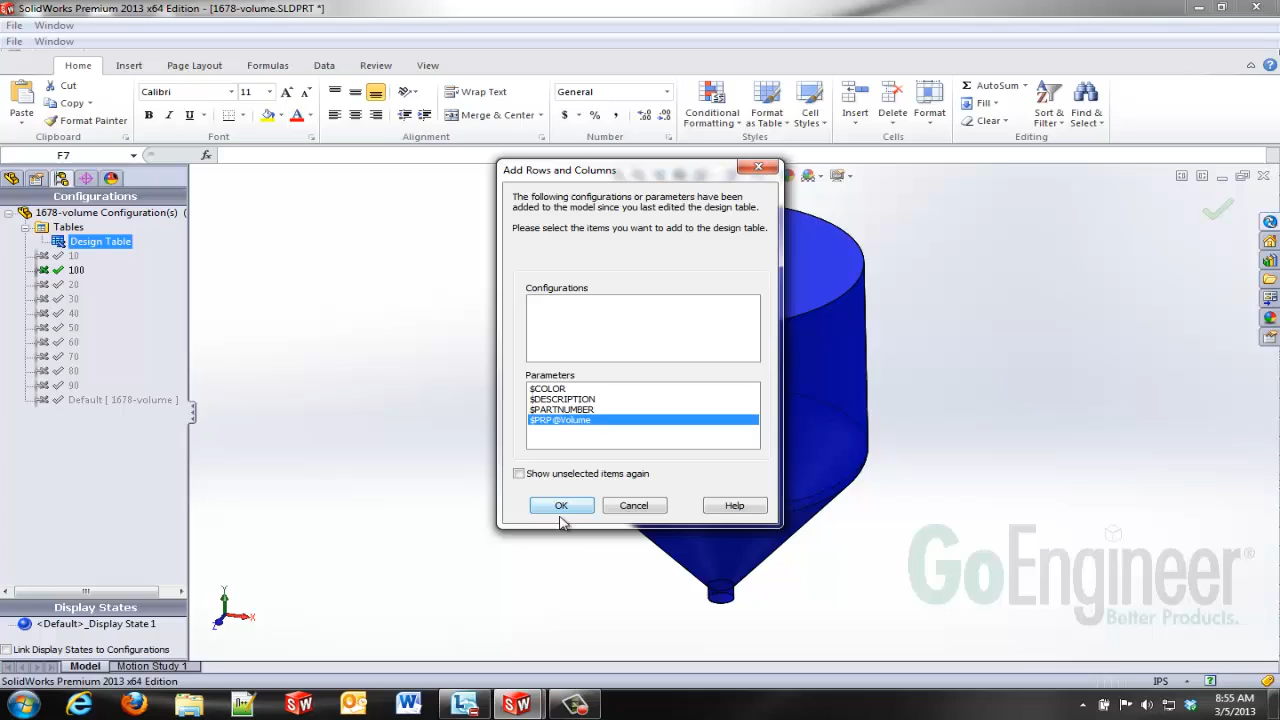 SolidWorks Premium 2013 x64 Edition - [1678-volume.SLDPRT *]
File Window
File Window
Home Insert Page Layout Formulas Data Review View
Cut
Copy
Format Painter
Paste
Clipboard
Calibri 11
B I U
Font
Wrap Text
Merge & Center
Alignment
General
$ % ,
Number
Conditional Formatting
Format as Table
Cell Styles
Styles
Insert Delete Format
Cells
Σ AutoSum
Fill
Clear
Sort & Filter
Find & Select
Editing
F7 fx
Configurations
1678-volume Configuration(s) (
Tables
Design Table
10
100
20
30
40
50
60
70
80
90
Default [ 1678-volume ]
Display States
<Default>_Display State 1
Link Display States to Configurations
Add Rows and Columns
The following configurations or parameters have been
added to the model since you last edited the design table.
Please select the items you want to add to the design table.
Configurations
Parameters
$COLOR
$DESCRIPTION
$PARTNUMBER
$PRP@Volume
Show unselected items again
OK Cancel Help
Y
X
Z
GoEngineer®
Better Products.
Model Motion Study 1
SolidWorks Premium 2013 x64 Edition IPS
8:55 AM
3/5/2013